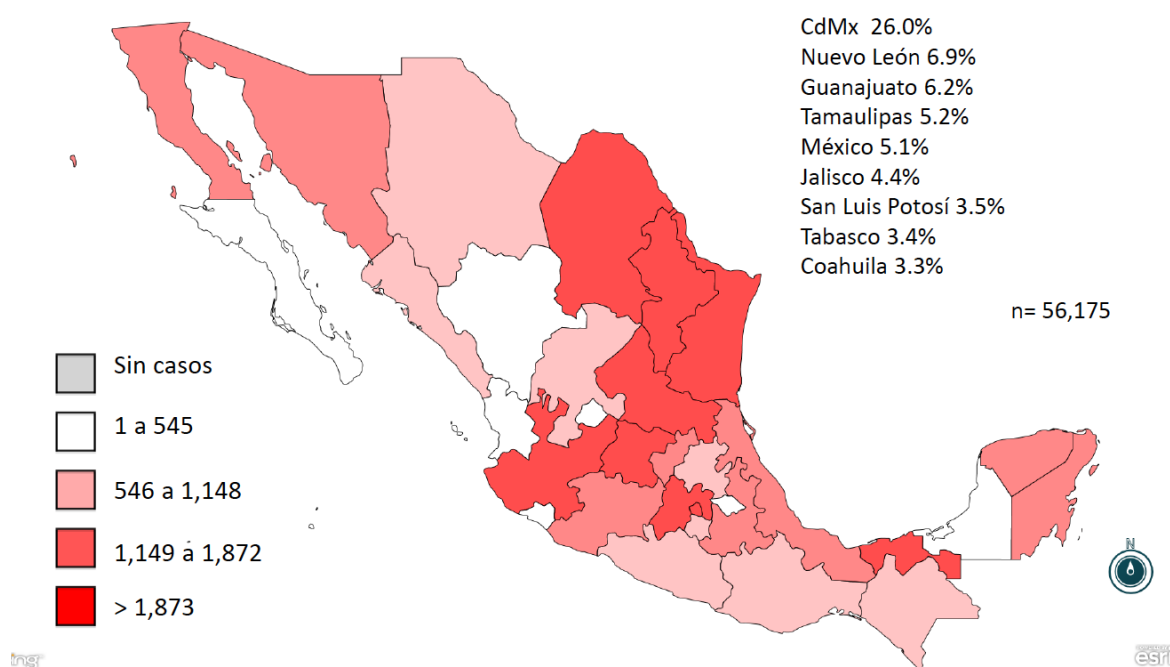 CdMx 26.0%
Nuevo León 6.9%
Guanajuato 6.2%
Tamaulipas 5.2%
México 5.1%
Jalisco 4.4%
San Luis Potosí 3.5%
Tabasco 3.4%
Coahuila 3.3%
n= 56,175
Sin casos
1 a 545
546 a 1,148
1,149 a 1,872
> 1,873
N
esri